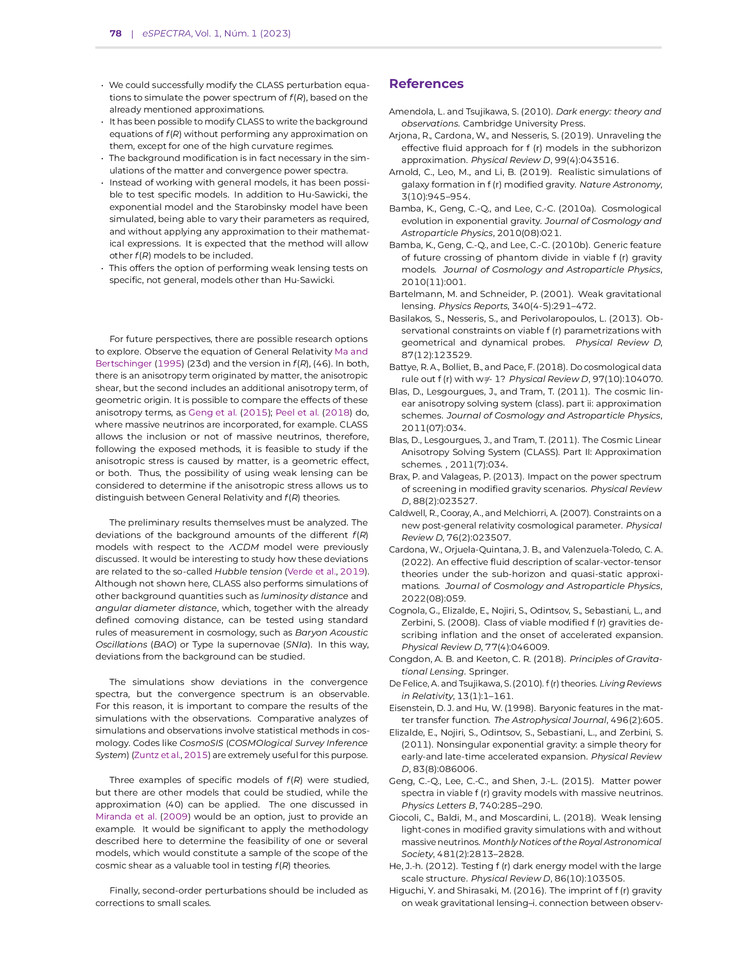 78 | eSPECTRA, Vol. 1, Núm. 1 (2023)
· We could successfully modify the CLASS perturbation equa-
tions to simulate the power spectrum of f(R), based on the
already mentioned approximations.
· It has been possible to modify CLASS to write the background
equations of f(R) without performing any approximation on
them, except for one of the high curvature regimes.
· The background modification is in fact necessary in the sim-
ulations of the matter and convergence power spectra.
· Instead of working with general models, it has been possi-
ble to test specific models. In addition to Hu-Sawicki, the
exponential model and the Starobinsky model have been
simulated, being able to vary their parameters as required,
and without applying any approximation to their mathemat-
ical expressions. It is expected that the method will allow
other f(R) models to be included.
· This offers the option of performing weak lensing tests on
specific, not general, models other than Hu-Sawicki.
For future perspectives, there are possible research options
to explore. Observe the equation of General Relativity Ma and
Bertschinger (1995) (23d) and the version in f(R), (46). In both,
there is an anisotropy term originated by matter, the anisotropic
shear, but the second includes an additional anisotropy term, of
geometric origin. It is possible to compare the effects of these
anisotropy terms, as Geng et al. (2015); Peel et al. (2018) do,
where massive neutrinos are incorporated, for example. CLASS
allows the inclusion or not of massive neutrinos, therefore,
following the exposed methods, it is feasible to study if the
anisotropic stress is caused by matter, is a geometric effect,
or both. Thus, the possibility of using weak lensing can be
considered to determine if the anisotropic stress allows us to
distinguish between General Relativity and f(R) theories.
The preliminary results themselves must be analyzed. The
deviations of the background amounts of the different f(R)
models with respect to the ΛCDM model were previously
discussed. It would be interesting to study how these deviations
are related to the so-called Hubble tension (Verde et al., 2019).
Although not shown here, CLASS also performs simulations of
other background quantities such as luminosity distance and
angular diameter distance, which, together with the already
defined comoving distance, can be tested using standard
rules of measurement in cosmology, such as Baryon Acoustic
Oscillations (BAO) or Type Ia supernovae (SNIa). In this way,
deviations from the background can be studied.
The simulations show deviations in the convergence
spectra, but the convergence spectrum is an observable.
For this reason, it is important to compare the results of the
simulations with the observations. Comparative analyzes of
simulations and observations involve statistical methods in cos-
mology. Codes like CosmoSIS (COSMOlogical Survey Inference
System) (Zuntz et al., 2015) are extremely useful for this purpose.
Three examples of specific models of f(R) were studied,
but there are other models that could be studied, while the
approximation (40) can be applied. The one discussed in
Miranda et al. (2009) would be an option, just to provide an
example. It would be significant to apply the methodology
described here to determine the feasibility of one or several
models, which would constitute a sample of the scope of the
cosmic shear as a valuable tool in testing f(R) theories.
Finally, second-order perturbations should be included as
corrections to small scales.
References
Amendola, L. and Tsujikawa, S. (2010). Dark energy: theory and
observations. Cambridge University Press.
Arjona, R., Cardona, W., and Nesseris, S. (2019). Unraveling the
effective fluid approach for f (r) models in the subhorizon
approximation. Physical Review D, 99(4):043516.
Arnold, C., Leo, M., and Li, B. (2019). Realistic simulations of
galaxy formation in f (r) modified gravity. Nature Astronomy,
3(10):945–954.
Bamba, K., Geng, C.-Q., and Lee, C.-C. (2010a). Cosmological
evolution in exponential gravity. Journal of Cosmology and
Astroparticle Physics, 2010(08):021.
Bamba, K., Geng, C.-Q., and Lee, C.-C. (2010b). Generic feature
of future crossing of phantom divide in viable f (r) gravity
models. Journal of Cosmology and Astroparticle Physics,
2010(11):001.
Bartelmann, M. and Schneider, P. (2001). Weak gravitational
lensing. Physics Reports, 340(4-5):291–472.
Basilakos, S., Nesseris, S., and Perivolaropoulos, L. (2013). Ob-
servational constraints on viable f (r) parametrizations with
geometrical and dynamical probes. Physical Review D,
87(12):123529.
Battye, R. A., Bolliet, B., and Pace, F. (2018). Do cosmological data
rule out f (r) with w≠- 1? Physical Review D, 97(10):104070.
Blas, D., Lesgourgues, J., and Tram, T. (2011). The cosmic lin-
ear anisotropy solving system (class). part ii: approximation
schemes. Journal of Cosmology and Astroparticle Physics,
2011(07):034.
Blas, D., Lesgourgues, J., and Tram, T. (2011). The Cosmic Linear
Anisotropy Solving System (CLASS). Part II: Approximation
schemes. , 2011(7):034.
Brax, P. and Valageas, P. (2013). Impact on the power spectrum
of screening in modified gravity scenarios. Physical Review
D, 88(2):023527.
Caldwell, R., Cooray, A., and Melchiorri, A. (2007). Constraints on a
new post-general relativity cosmological parameter. Physical
Review D, 76(2):023507.
Cardona, W., Orjuela-Quintana, J. B., and Valenzuela-Toledo, C. A.
(2022). An effective fluid description of scalar-vector-tensor
theories under the sub-horizon and quasi-static approxi-
mations. Journal of Cosmology and Astroparticle Physics,
2022(08):059.
Cognola, G., Elizalde, E., Nojiri, S., Odintsov, S., Sebastiani, L., and
Zerbini, S. (2008). Class of viable modified f (r) gravities de-
scribing inflation and the onset of accelerated expansion.
Physical Review D, 77(4):046009.
Congdon, A. B. and Keeton, C. R. (2018). Principles of Gravita-
tional Lensing. Springer.
De Felice, A. and Tsujikawa, S. (2010). f (r) theories. Living Reviews
in Relativity, 13(1):1–161.
Eisenstein, D. J. and Hu, W. (1998). Baryonic features in the mat-
ter transfer function. The Astrophysical Journal, 496(2):605.
Elizalde, E., Nojiri, S., Odintsov, S., Sebastiani, L., and Zerbini, S.
(2011). Nonsingular exponential gravity: a simple theory for
early-and late-time accelerated expansion. Physical Review
D, 83(8):086006.
Geng, C.-Q., Lee, C.-C., and Shen, J.-L. (2015). Matter power
spectra in viable f (r) gravity models with massive neutrinos.
Physics Letters B, 740:285–290.
Giocoli, C., Baldi, M., and Moscardini, L. (2018). Weak lensing
light-cones in modified gravity simulations with and without
massive neutrinos. Monthly Notices of the Royal Astronomical
Society, 481(2):2813–2828.
He, J.-h. (2012). Testing f (r) dark energy model with the large
scale structure. Physical Review D, 86(10):103505.
Higuchi, Y. and Shirasaki, M. (2016). The imprint of f (r) gravity
on weak gravitational lensing–i. connection between observ-